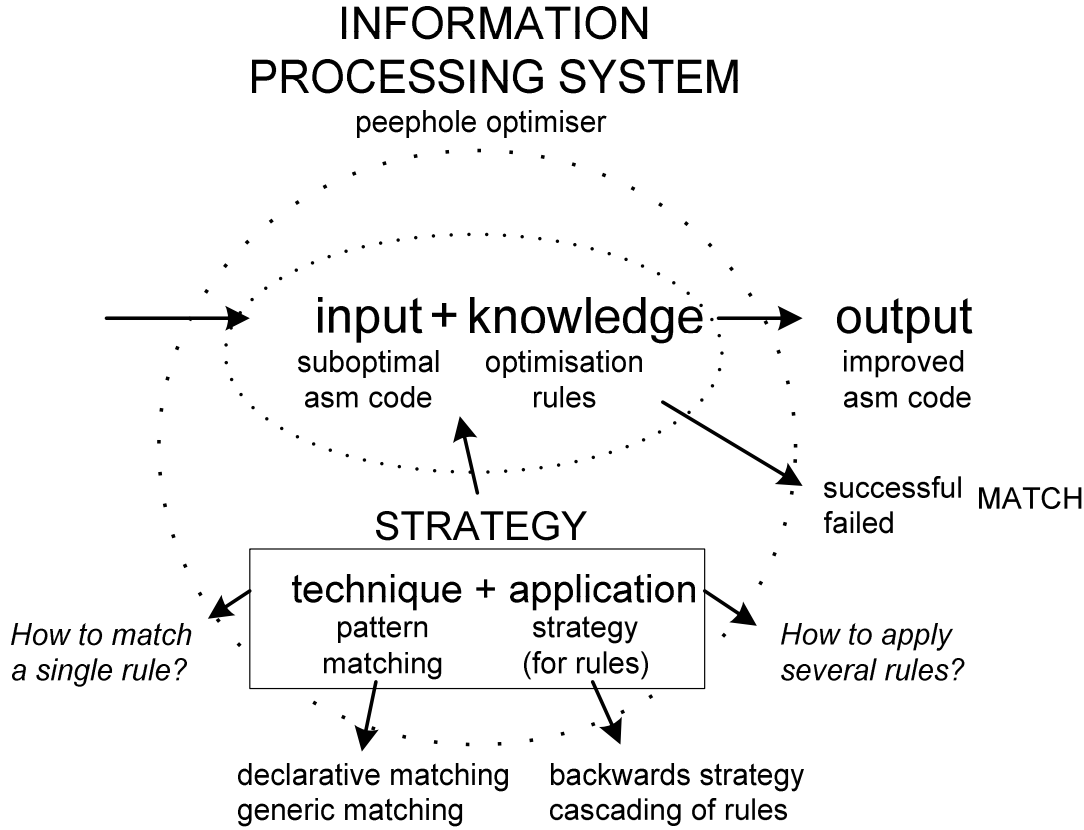 INFORMATION
PROCESSING SYSTEM
peephole optimiser
input + knowledge
output
suboptimal
asm code
optimisation
rules
improved
asm code
successful
failed
MATCH
STRATEGY
technique + application
pattern
matching
strategy
(for rules)
How to match
a single rule?
How to apply
several rules?
declarative matching
generic matching
backwards strategy
cascading of rules